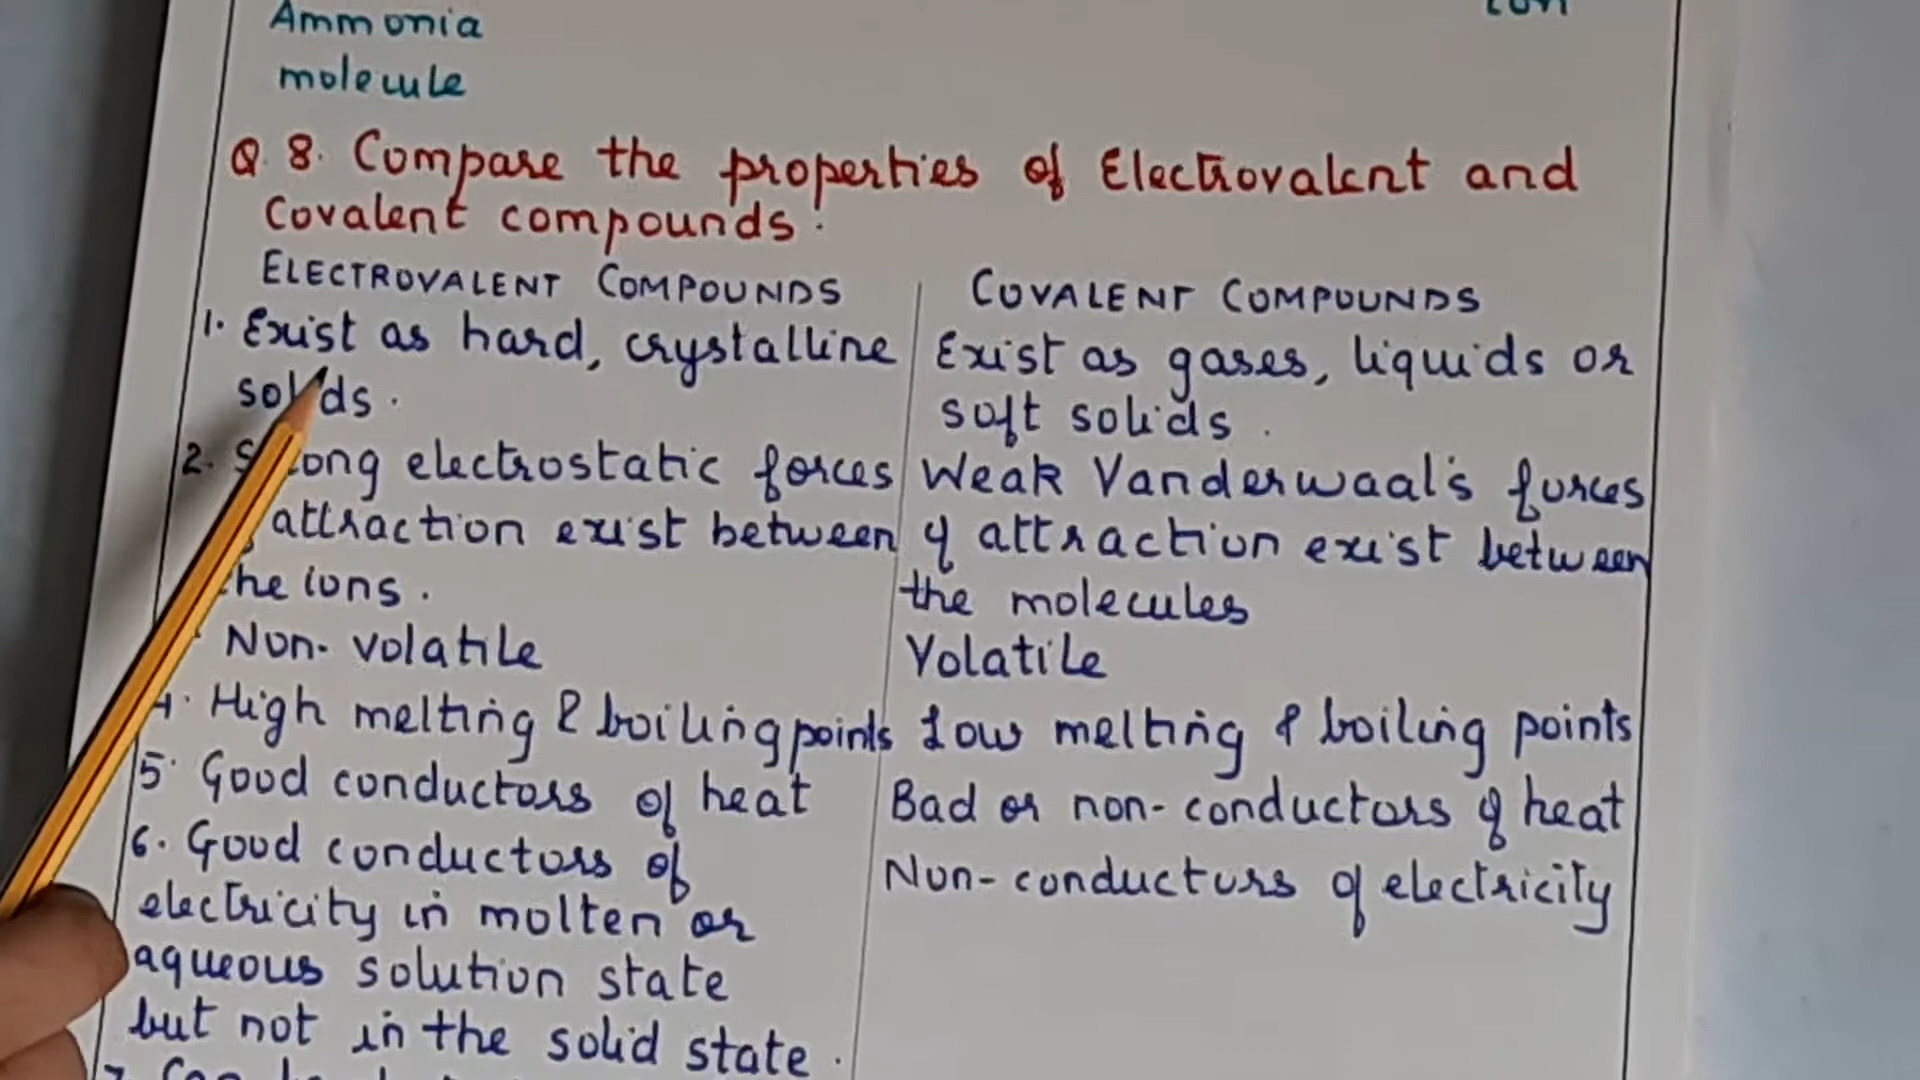 Ammonia
molecule
Q 8. Compare the properties of Electrovalent and
Covalent compounds.
ELECTROVALENT COMPOUNDS
1. Exist as hard, crystalline
solids.
2. Strong electrostatic forces
attraction exist between
the ions.
Non-volatile
4. High melting & boiling points
5. Good conductors of heat
6. Good conductors of
electricity in molten or
aqueous solution state
but not in the solid state.
COVALENT COMPOUNDS
Exist as gases, liquids or
soft solids.
Weak Vanderwaal's forces
of attraction exist between
the molecules
Volatile
Low melting & boiling points
Bad or non-conductors of heat
Non-conductors of electricity